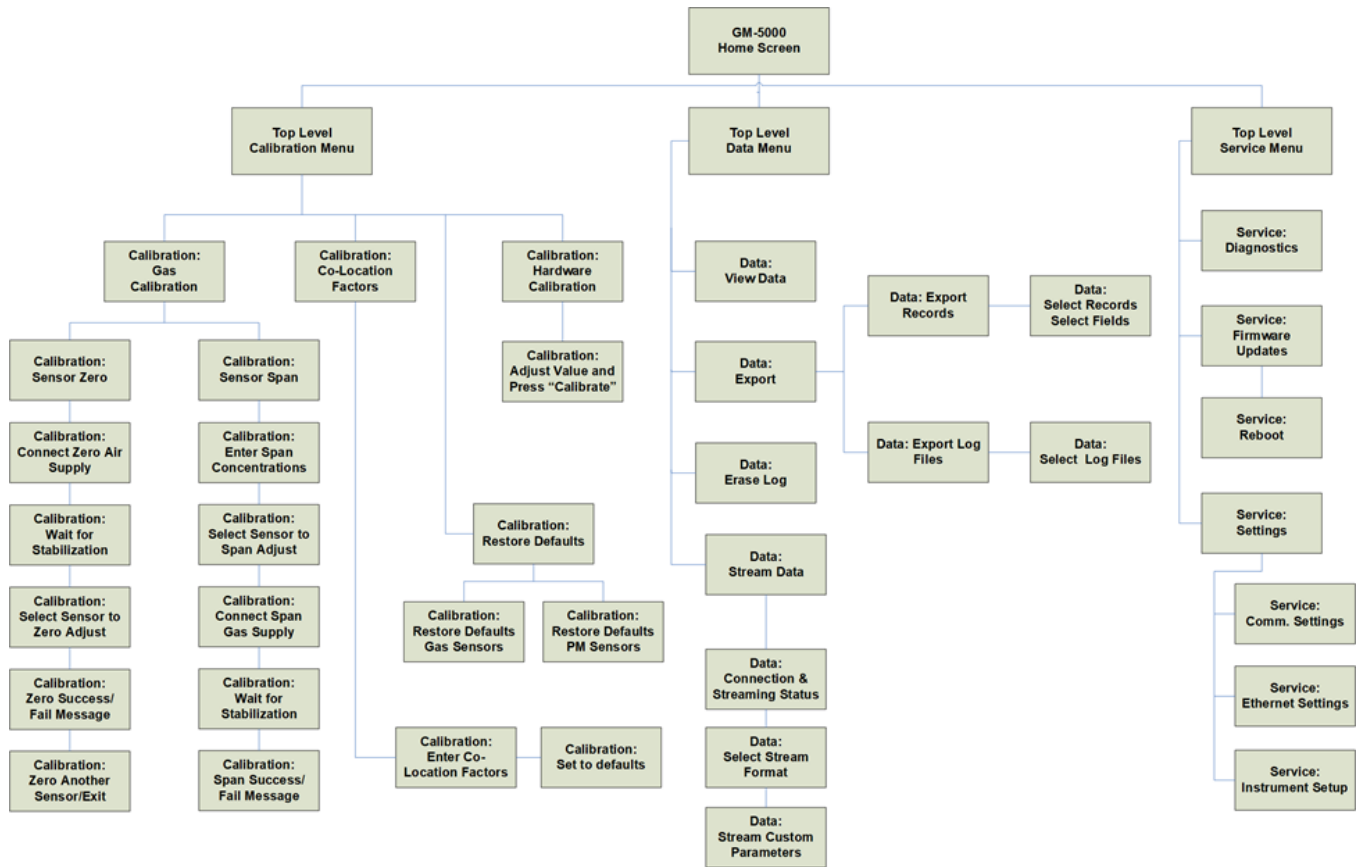 GM-5000
Home Screen
Top Level
Calibration Menu
Top Level
Data Menu
Top Level
Service Menu
Calibration:
Gas
Calibration
Calibration:
Co-Location
Factors
Calibration:
Hardware
Calibration
Calibration:
Adjust Value and
Press “Calibrate”
Calibration:
Sensor Zero
Calibration:
Connect Zero Air
Supply
Calibration:
Wait for
Stabilization
Calibration:
Select Sensor to
Zero Adjust
Calibration:
Zero Success/
Fail Message
Calibration:
Zero Another
Sensor/Exit
Calibration:
Sensor Span
Calibration:
Enter Span
Concentrations
Calibration:
Select Sensor to
Span Adjust
Calibration:
Connect Span
Gas Supply
Calibration:
Wait for
Stabilization
Calibration:
Span Success/
Fail Message
Calibration:
Restore Defaults
Calibration:
Restore Defaults
Gas Sensors
Calibration:
Restore Defaults
PM Sensors
Calibration:
Enter Co-
Location Factors
Calibration:
Set to defaults
Data:
View Data
Data:
Export
Data: Export
Records
Data:
Select Records
Select Fields
Data: Export Log
Files
Data:
Select Log Files
Data:
Erase Log
Data:
Stream Data
Data:
Connection &
Streaming Status
Data:
Select Stream
Format
Data:
Stream Custom
Parameters
Service:
Diagnostics
Service:
Firmware
Updates
Service:
Reboot
Service:
Settings
Service:
Comm. Settings
Service:
Ethernet Settings
Service:
Instrument Setup